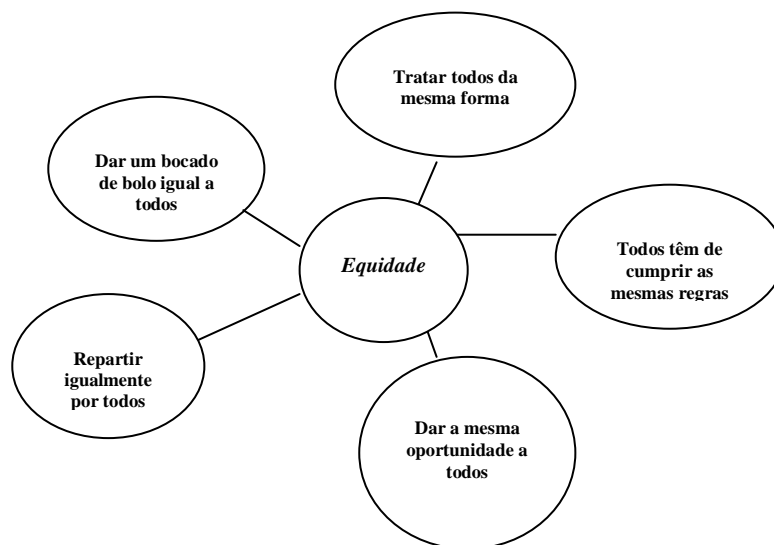 Tratar todos da
mesma forma
Dar um bocado
de bolo igual a
todos
Equidade
Todos têm de
cumprir as
mesmas regras
Repartir
igualmente
por todos
Dar a mesma
oportunidade a
todos